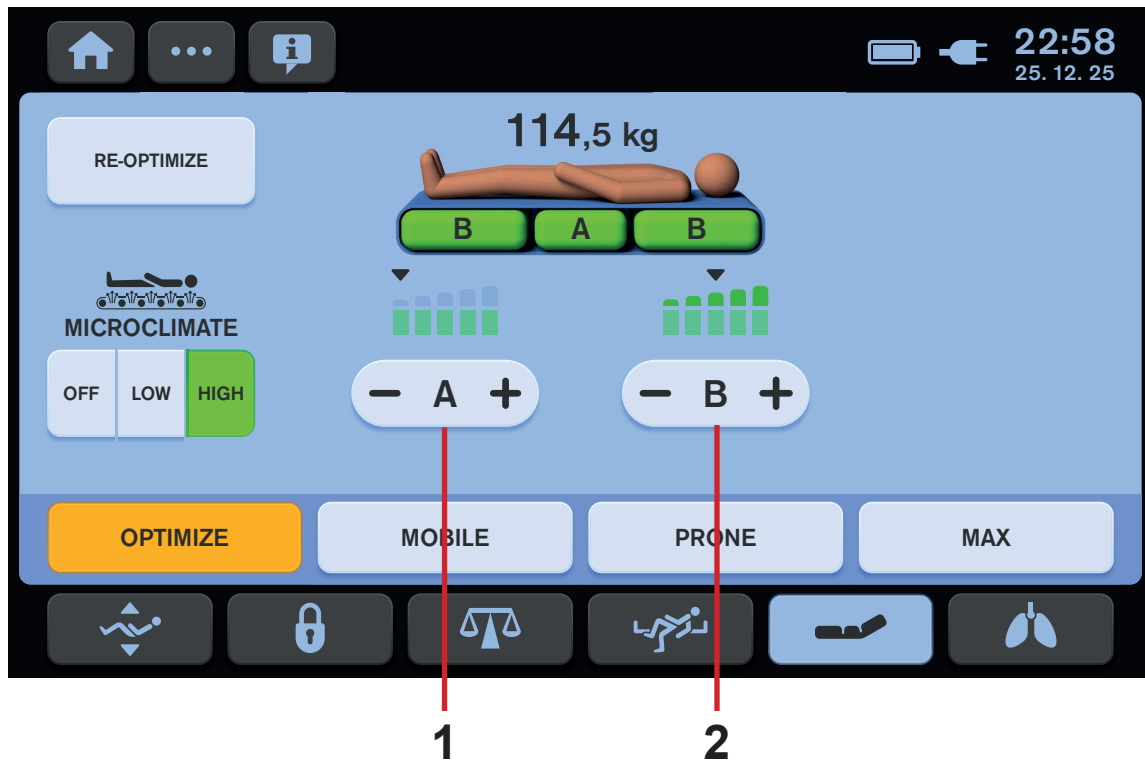 22:58
25. 12. 25
RE-OPTIMIZE
114,5 kg
B A B
MICROCLIMATE
OFF LOW HIGH
- A +
- B +
OPTIMIZE
MOBILE
PRONE
MAX
1
2